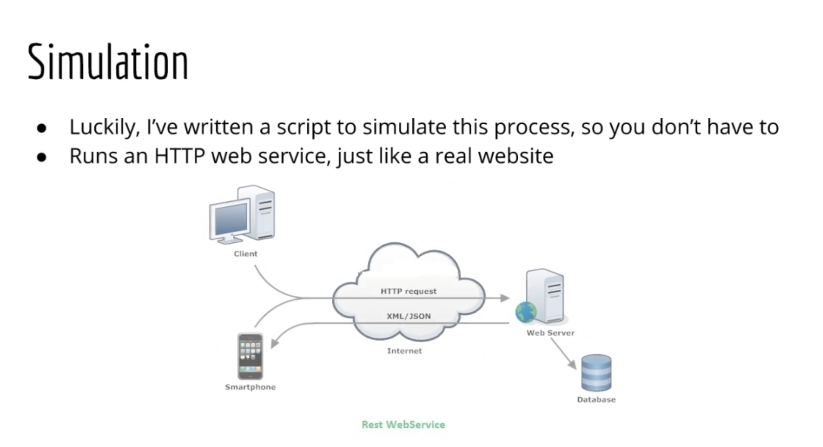 Simulation
● Luckily, I've written a script to simulate this process, so you don't have to
● Runs an HTTP web service, just like a real website
Client
HTTP request
XML/JSON
Web Server
Internet
Smartphone
Database
Rest WebService